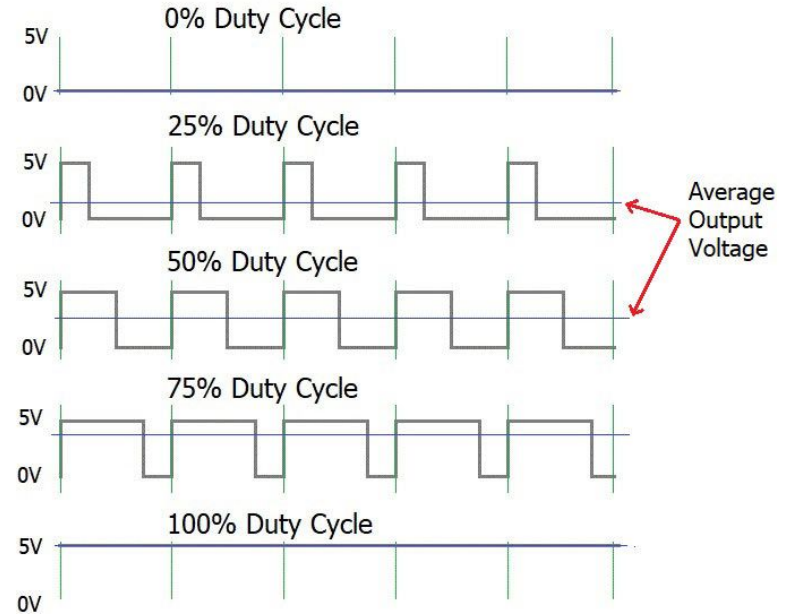 0% Duty Cycle
5V
0V
25% Duty Cycle
5V
0V
Average
Output
Voltage
50% Duty Cycle
5V
0V
75% Duty Cycle
5V
0V
100% Duty Cycle
5V
0V